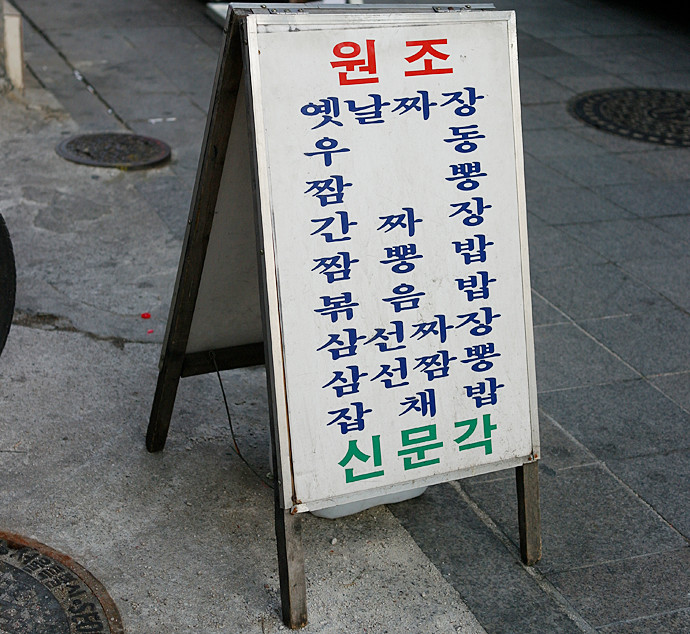 원조
옛날짜장
우 동
짬 뽕
간 짜 장
짬 뽕 밥
볶 음 밥
삼선짜장
삼선짬뽕
잡 채 밥
신문각